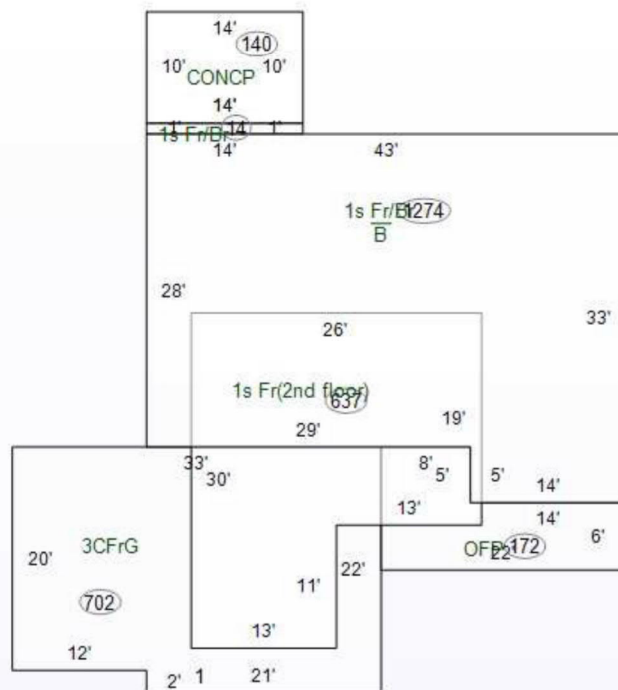 14'
140
10' 10'
CONCP
14'
1' 14 1'
1s Fr/Br
14' 43'
1s Fr/Br 1274
B
28'
33'
26'
1s Fr(2nd floor)
637
19'
29'
33' 8'
30' 5' 5'
14'
13' 14'
6'
3CFrG OFP 172
22'
20' 11' 22'
702
13'
12'
2' 1 21'